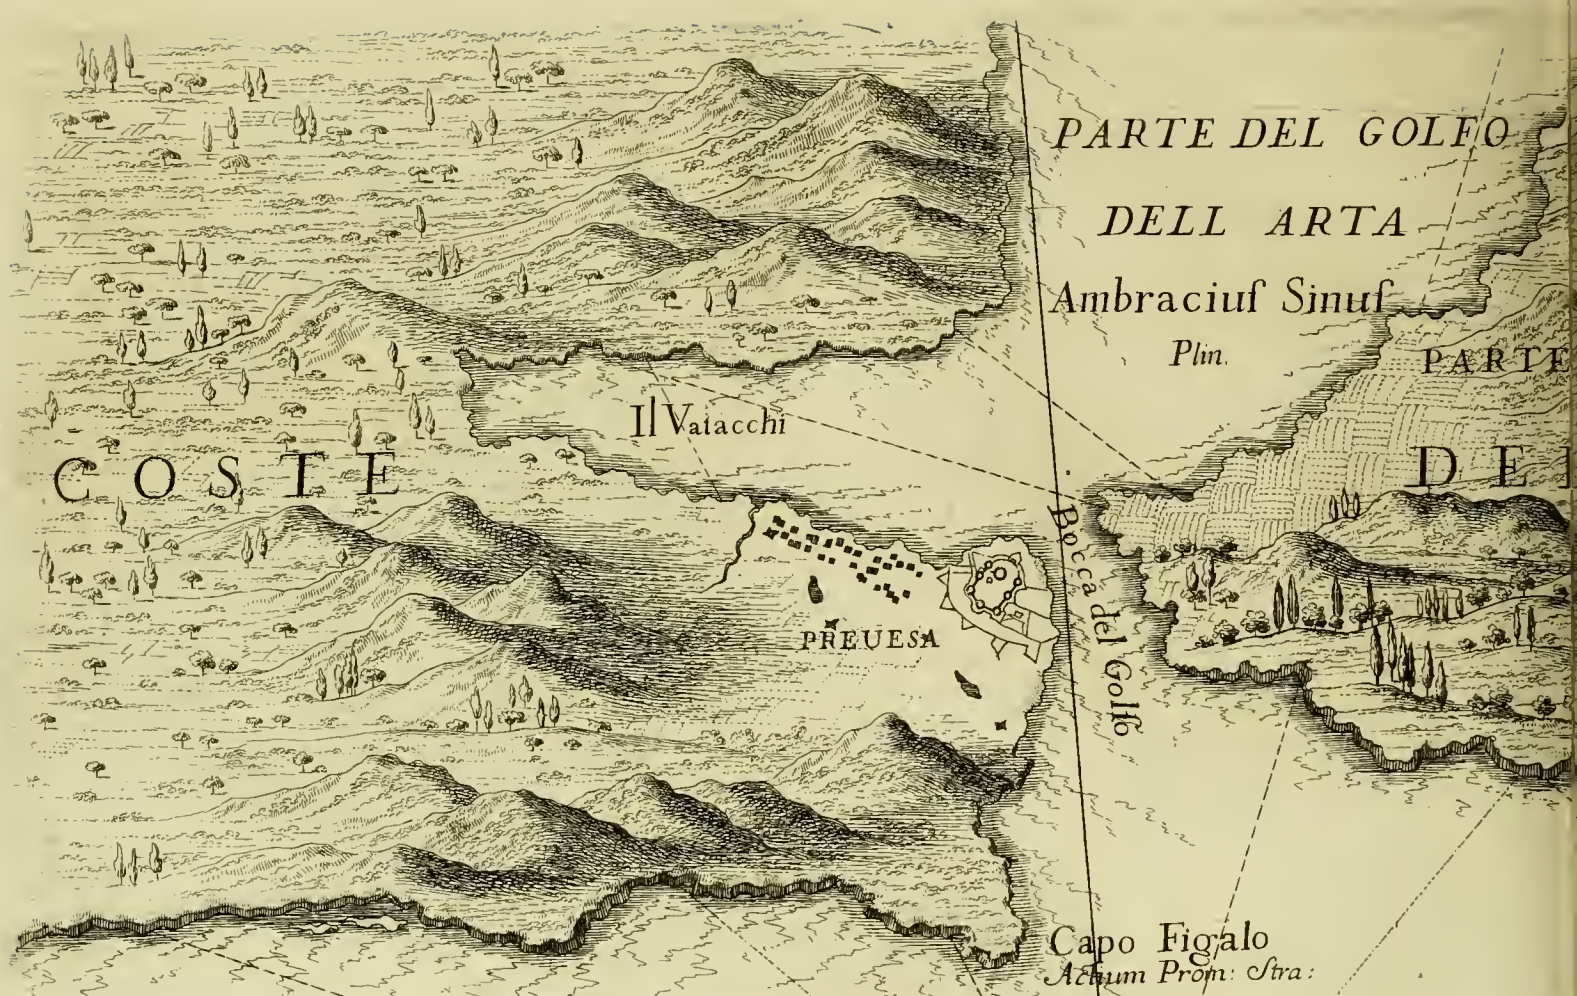 PARTE DEL GOLFO
DELL ARTA
Ambraciuſ Sinuſ
Plin.
PARTE
Il Vatacchi
COSTE
DE
Bocca del Golfo
PREUESA
Capo Figalo
Actium Prom: Stra: